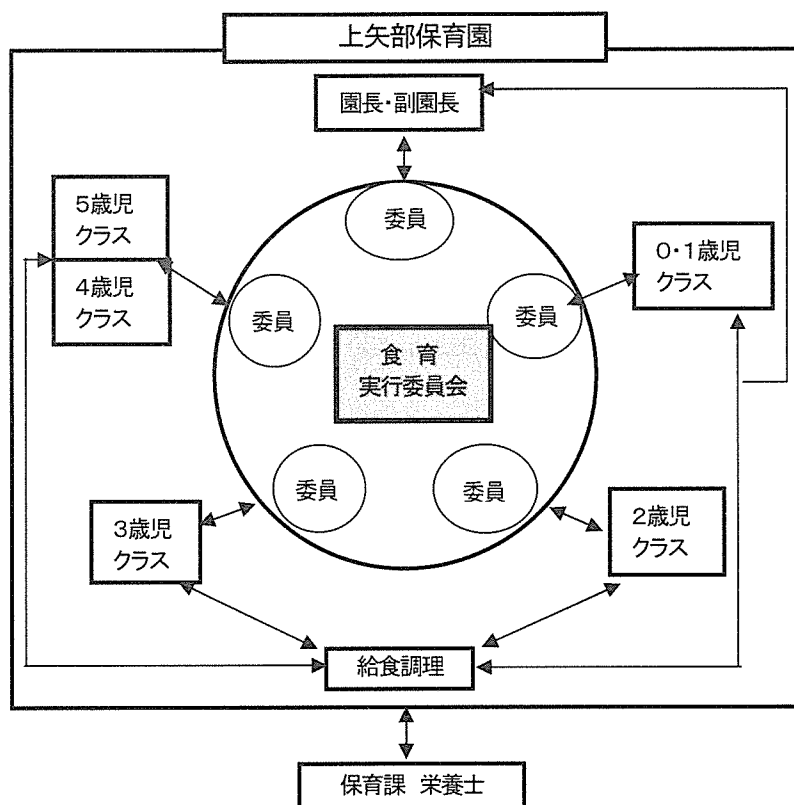 上矢部保育園
園長・副園長
委員
5歳児
クラス
4歳児
クラス
委員
委員
0・1歳児
クラス
食 育
実行委員会
委員
委員
3歳児
クラス
2歳児
クラス
給食調理
保育課 栄養士